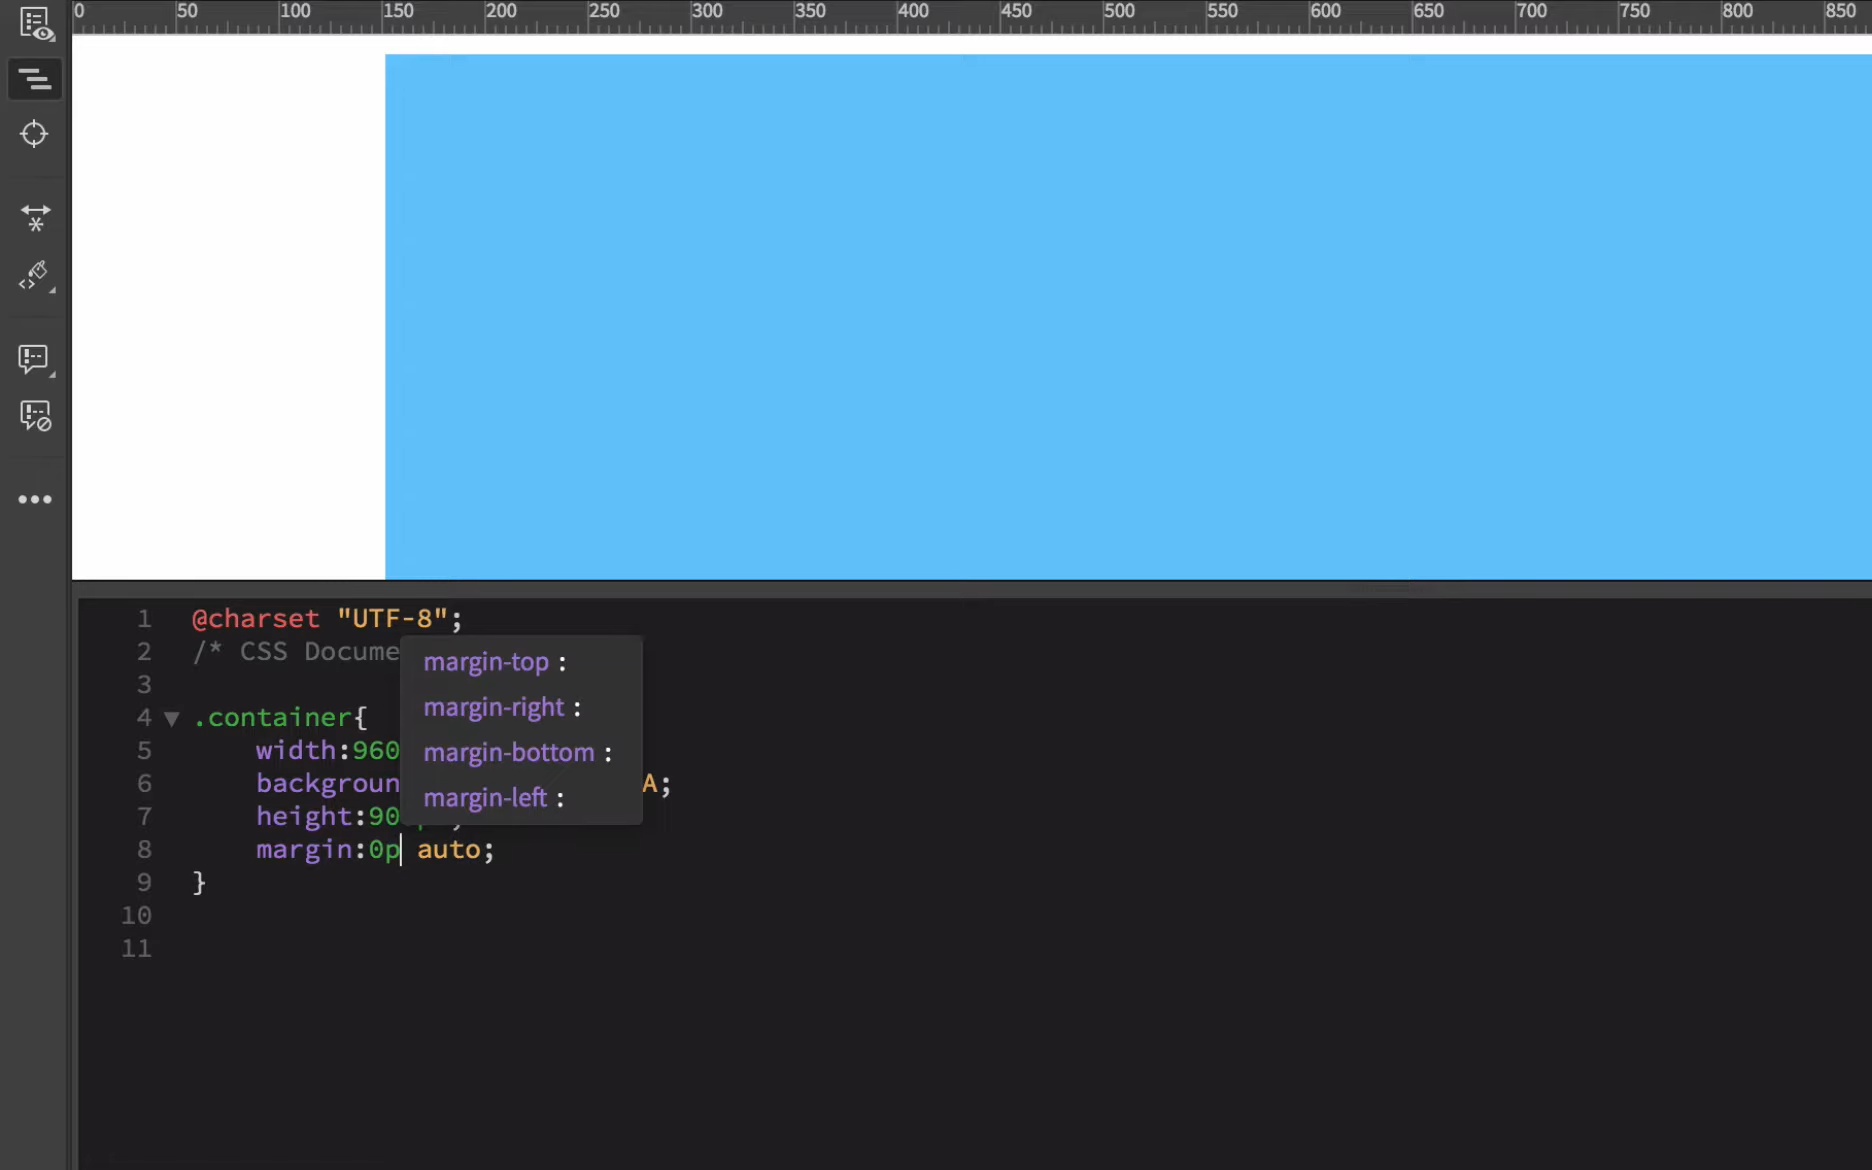 0 50 100 150 200 250 300 350 400 450 500 550 600 650 700 750 800 850
1 @charset "UTF-8";
2 /* CSS Docume
margin-top :
3
margin-right :
4 .container{
margin-bottom :
5 width:960
6 backgroun A;
margin-left :
7 height:90
8 margin:0p auto;
9 }
10
11